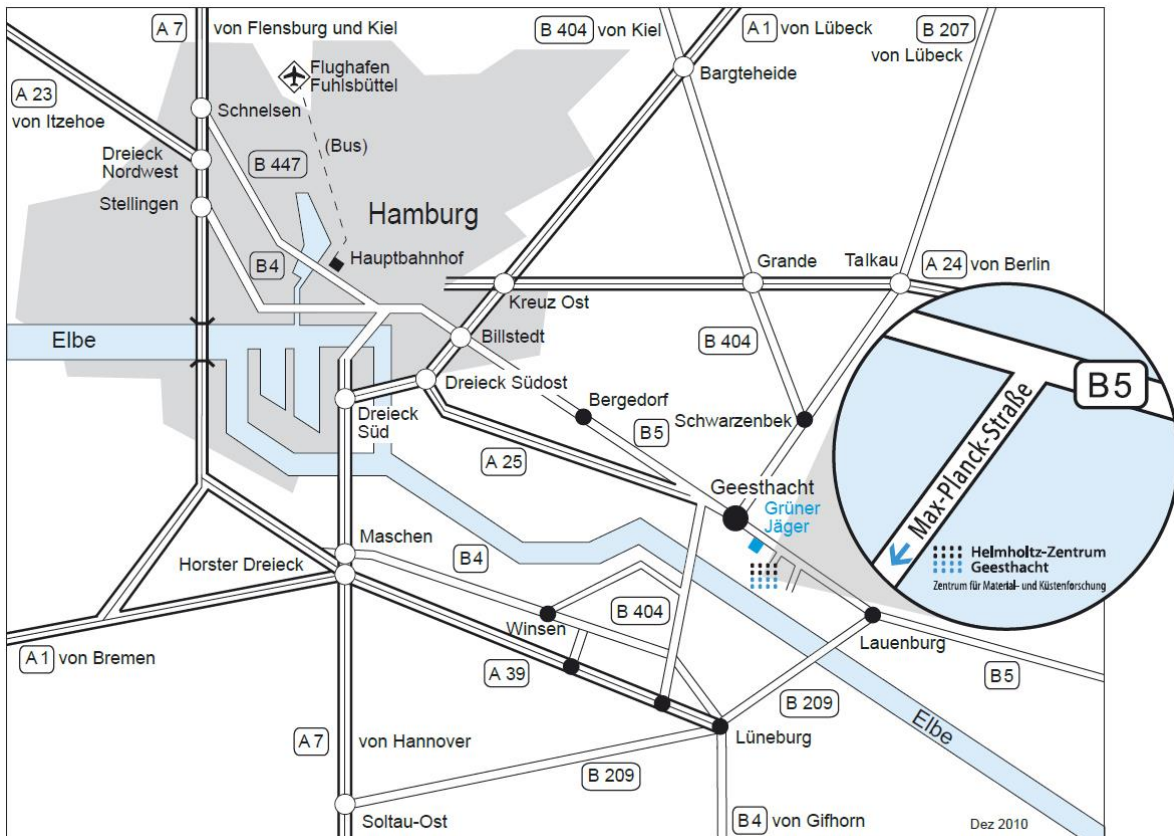 A 7
von Flensburg und Kiel
B 404
von Kiel
A 1
von Lübeck
B 207
von Lübeck
Flughafen
Fuhlsbüttel
Bargteheide
A 23
von Itzehoe
Schnelsen
(Bus)
Dreieck
Nordwest
B 447
Stellingen
Hamburg
B4
Hauptbahnhof
Grande
Talkau
A 24
von Berlin
Kreuz Ost
Elbe
Billstedt
B 404
Dreieck Südost
B5
Bergedorf
Dreieck
Süd
Schwarzenbek
B5
A 25
Max-Planck-Straße
Geesthacht
Grüner
Jäger
Maschen
Horster Dreieck
B4
Helmholtz-Zentrum
Geesthacht
Zentrum für Material- und Küstenforschung
B 404
Winsen
Lauenburg
A 1
von Bremen
A 39
B5
B 209
Elbe
A 7
von Hannover
Lüneburg
B 209
Soltau-Ost
B4
von Gifhorn
Dez 2010